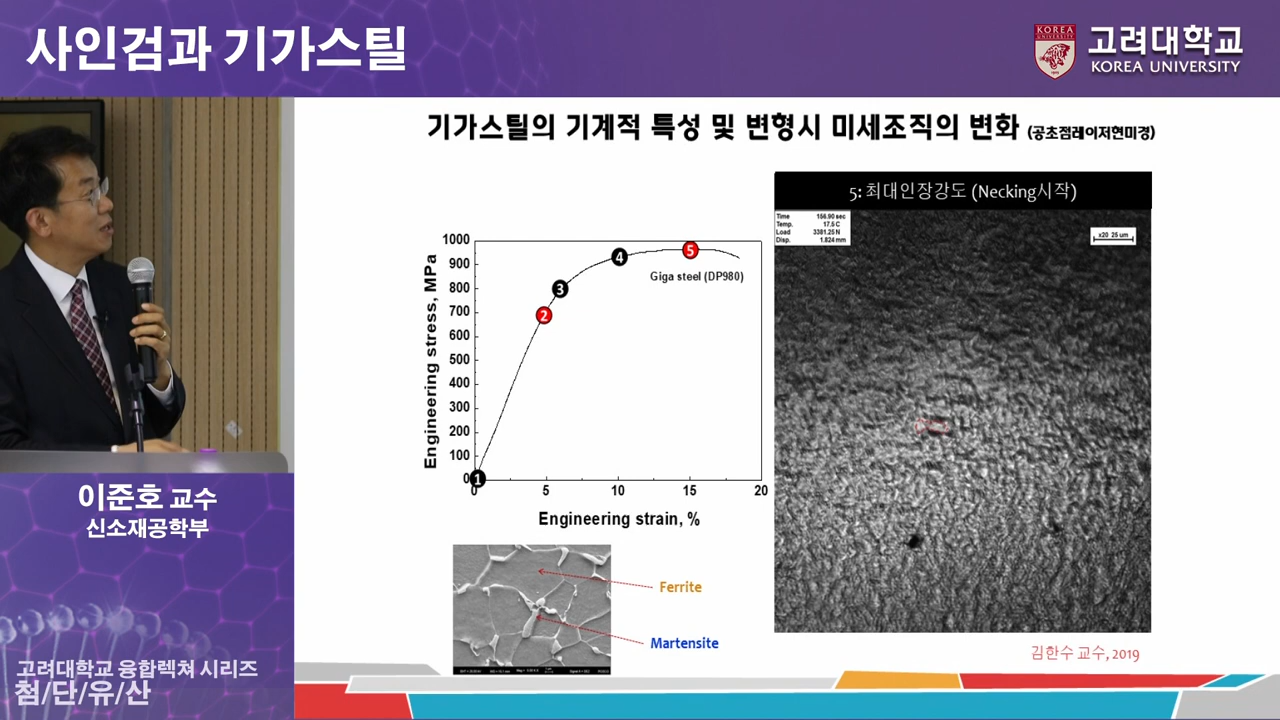 사인검과 기가스틸
KOREA UNIVERSITY
고려대학교
KOREA UNIVERSITY
기가스틸의 기계적 특성 및 변형시 미세조직의 변화 (공초점레이저현미경)
5: 최대인장강도 (Necking시작)
Time 156.90 sec
Temp. 17.5 C
Load 3381.25 N
Disp. 1.824 mm
x20 25 um
Engineering stress, MPa
1000
900
800
700
600
500
400
300
200
100
0
5
4
Giga steel (DP980)
3
2
1
0 5 10 15 20
Engineering strain, %
Ferrite
Martensite
김한수 교수, 2019
이준호 교수
신소재공학부
고려대학교 융합렉쳐 시리즈
첨/단/유/산